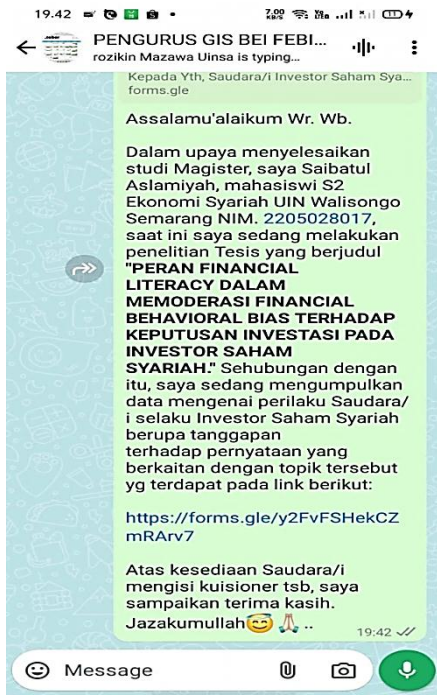 19.42
7.00
KB/S
PENGURUS GIS BEI FEBI...
rozikin Mazawa Uinsa is typing...
Kepada Yth, Saudara/i Investor Saham Sya...
forms.gle
Assalamu'alaikum Wr. Wb.
Dalam upaya menyelesaikan
studi Magister, saya Saibatul
Aslamiyah, mahasiswi S2
Ekonomi Syariah UIN Walisongo
Semarang NIM. 2205028017,
saat ini saya sedang melakukan
penelitian Tesis yang berjudul
"PERAN FINANCIAL
LITERACY DALAM
MEMODERASI FINANCIAL
BEHAVIORAL BIAS TERHADAP
KEPUTUSAN INVESTASI PADA
INVESTOR SAHAM
SYARIAH." Sehubungan dengan
itu, saya sedang mengumpulkan
data mengenai perilaku Saudara/
i selaku Investor Saham Syariah
berupa tanggapan
terhadap pernyataan yang
berkaitan dengan topik tersebut
yg terdapat pada link berikut:
https://forms.gle/y2FvFSHekCZ
mRArv7
Atas kesediaan Saudara/i
mengisi kuisioner tsb, saya
sampaikan terima kasih.
Jazakumullah😇🙏..
19:42
Message